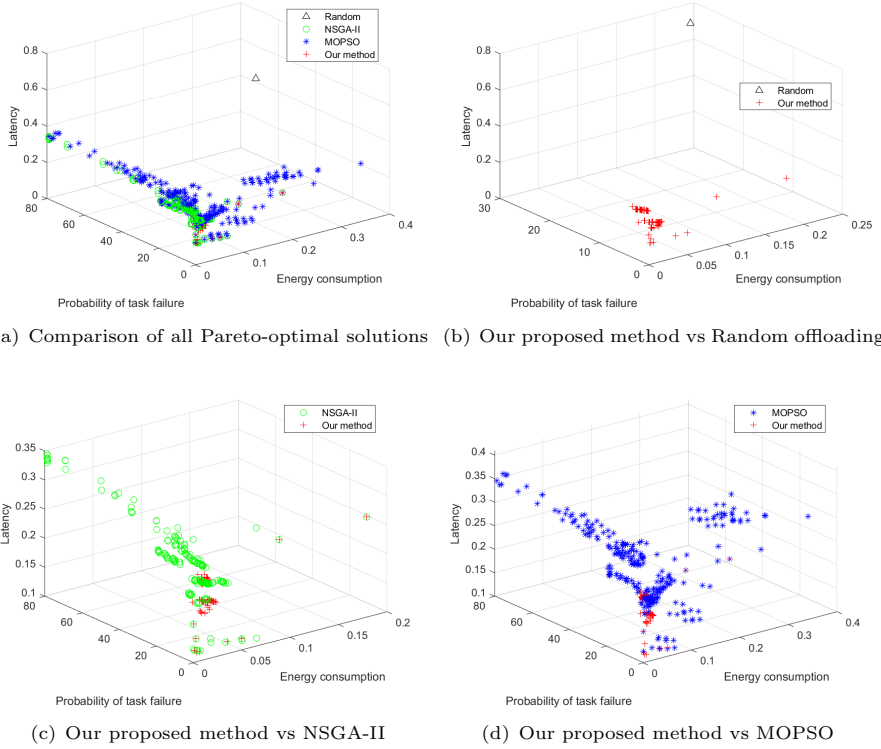 Random
NSGA-II
MOPSO
Our method
0.8
0.6
0.4
0.2
0
Latency
80
60
40
20
0
0
0.1
0.2
0.3
0.4
Probability of task failure
Energy consumption
a) Comparison of all Pareto-optimal solutions
Random
Our method
0.8
0.6
0.4
0.2
0
Latency
30
20
10
0
0
0.05
0.1
0.15
0.2
0.25
Probability of task failure
Energy consumption
(b) Our proposed method vs Random offloading
NSGA-II
Our method
0.35
0.3
0.25
0.2
0.15
0.1
Latency
80
60
40
20
0
0
0.05
0.1
0.15
0.2
Probability of task failure
Energy consumption
(c) Our proposed method vs NSGA-II
MOPSO
Our method
0.4
0.35
0.3
0.25
0.2
0.15
0.1
Latency
80
60
40
20
0
0
0.1
0.2
0.3
0.4
Probability of task failure
Energy consumption
(d) Our proposed method vs MOPSO